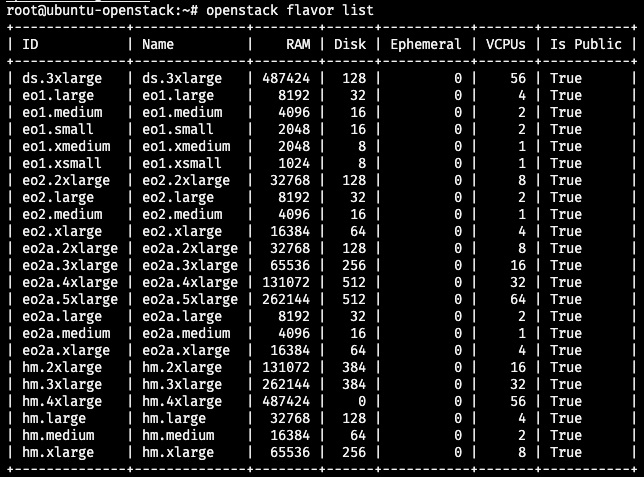 root@ubuntu-openstack:~# openstack flavor list
+--------------+--------------+--------+------+-----------+-------+-----------+
| ID           | Name         |    RAM | Disk | Ephemeral | VCPUs | Is Public |
+--------------+--------------+--------+------+-----------+-------+-----------+
| ds.3xlarge   | ds.3xlarge   | 487424 |  128 |         0 |    56 | True      |
| eo1.large    | eo1.large    |   8192 |   32 |         0 |     4 | True      |
| eo1.medium   | eo1.medium   |   4096 |   16 |         0 |     2 | True      |
| eo1.small    | eo1.small    |   2048 |   16 |         0 |     2 | True      |
| eo1.xmedium  | eo1.xmedium  |   2048 |    8 |         0 |     1 | True      |
| eo1.xsmall   | eo1.xsmall   |   1024 |    8 |         0 |     1 | True      |
| eo2.2xlarge  | eo2.2xlarge  |  32768 |  128 |         0 |     8 | True      |
| eo2.large    | eo2.large    |   8192 |   32 |         0 |     2 | True      |
| eo2.medium   | eo2.medium   |   4096 |   16 |         0 |     1 | True      |
| eo2.xlarge   | eo2.xlarge   |  16384 |   64 |         0 |     4 | True      |
| eo2a.2xlarge | eo2a.2xlarge |  32768 |  128 |         0 |     8 | True      |
| eo2a.3xlarge | eo2a.3xlarge |  65536 |  256 |         0 |    16 | True      |
| eo2a.4xlarge | eo2a.4xlarge | 131072 |  512 |         0 |    32 | True      |
| eo2a.5xlarge | eo2a.5xlarge | 262144 |  512 |         0 |    64 | True      |
| eo2a.large   | eo2a.large   |   8192 |   32 |         0 |     2 | True      |
| eo2a.medium  | eo2a.medium  |   4096 |   16 |         0 |     1 | True      |
| eo2a.xlarge  | eo2a.xlarge  |  16384 |   64 |         0 |     4 | True      |
| hm.2xlarge   | hm.2xlarge   | 131072 |  384 |         0 |    16 | True      |
| hm.3xlarge   | hm.3xlarge   | 262144 |  384 |         0 |    32 | True      |
| hm.4xlarge   | hm.4xlarge   | 487424 |    0 |         0 |    56 | True      |
| hm.large     | hm.large     |  32768 |  128 |         0 |     4 | True      |
| hm.medium    | hm.medium    |  16384 |   64 |         0 |     2 | True      |
| hm.xlarge    | hm.xlarge    |  65536 |  256 |         0 |     8 | True      |
+--------------+--------------+--------+------+-----------+-------+-----------+